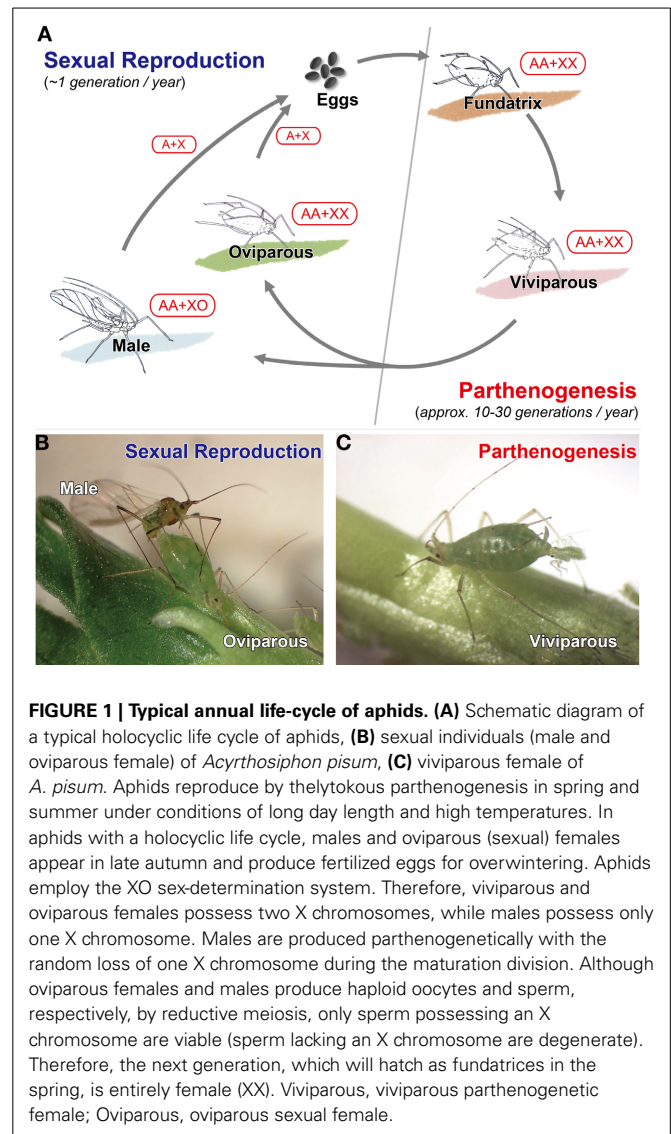 A
Sexual Reproduction
(~1 generation / year)
Eggs
AA+XX
Fundatrix
A+X
A+X
AA+XX
Oviparous
AA+XX
Viviparous
AA+XO
Male
Parthenogenesis
(approx. 10-30 generations / year)
B
Sexual Reproduction
Male
Oviparous
C
Parthenogenesis
Viviparous
FIGURE 1 | Typical annual life-cycle of aphids. (A) Schematic diagram of
a typical holocyclic life cycle of aphids, (B) sexual individuals (male and
oviparous female) of Acyrthosiphon pisum, (C) viviparous female of
A. pisum. Aphids reproduce by thelytokous parthenogenesis in spring and
summer under conditions of long day length and high temperatures. In
aphids with a holocyclic life cycle, males and oviparous (sexual) females
appear in late autumn and produce fertilized eggs for overwintering. Aphids
employ the XO sex-determination system. Therefore, viviparous and
oviparous females possess two X chromosomes, while males possess only
one X chromosome. Males are produced parthenogenetically with the
random loss of one X chromosome during the maturation division. Although
oviparous females and males produce haploid oocytes and sperm,
respectively, by reductive meiosis, only sperm possessing an X
chromosome are viable (sperm lacking an X chromosome are degenerate).
Therefore, the next generation, which will hatch as fundatrices in the
spring, is entirely female (XX). Viviparous, viviparous parthenogenetic
female; Oviparous, oviparous sexual female.